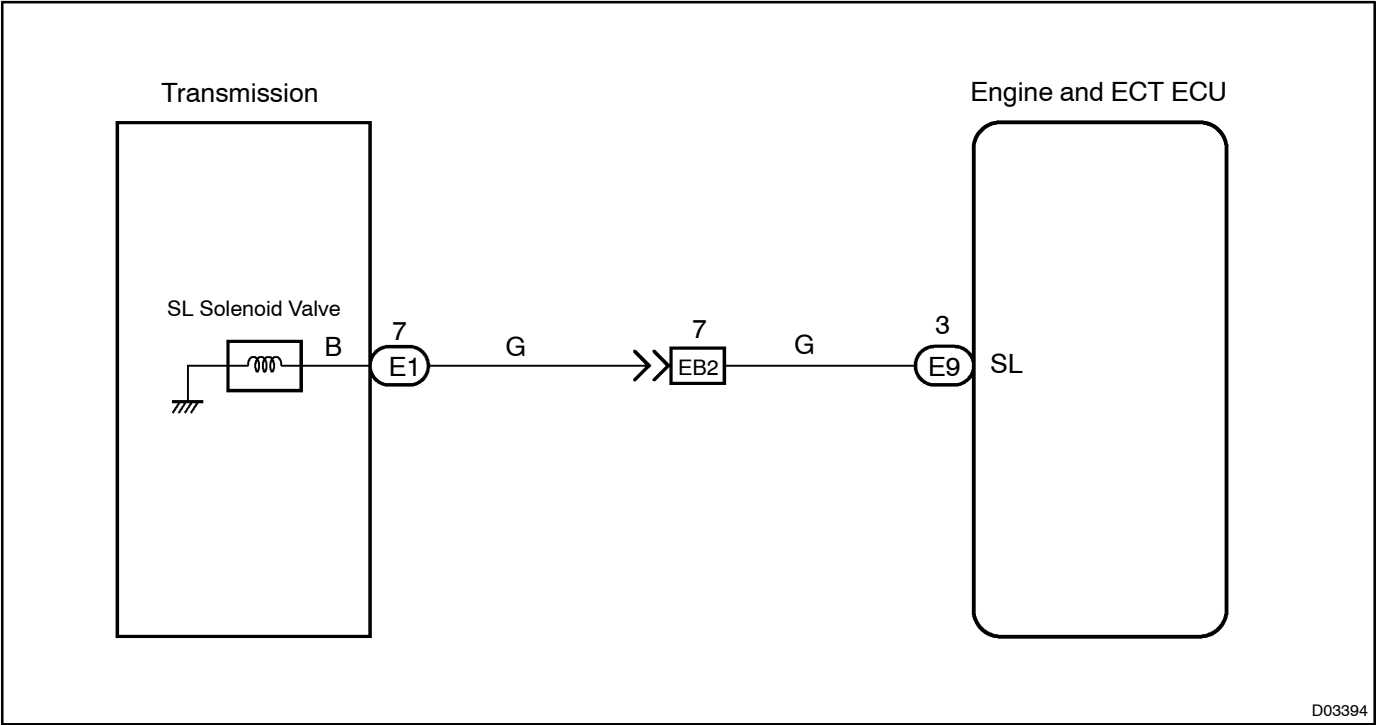 Transmission
Engine and ECT ECU
SL Solenoid Valve
B
7
E1
G
7
EB2
G
3
E9
SL
D03394